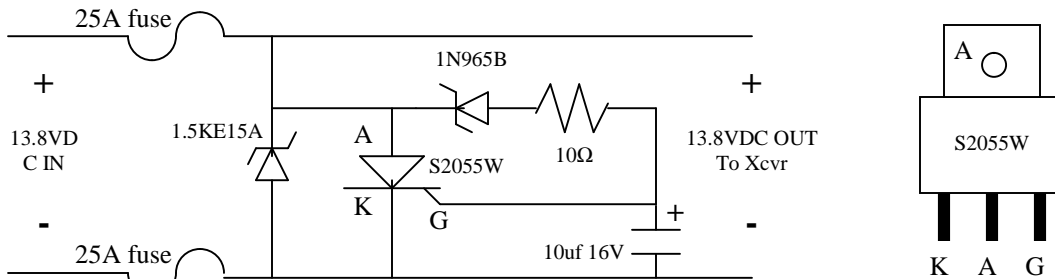 25A fuse
1N965B
A
+
+
1.5KE15A
13.8VD
C IN
A
S2055W
10Ω
13.8VDC OUT
To Xcvr
S2055W
K
G
+
-
-
10uf 16V
25A fuse
K A G